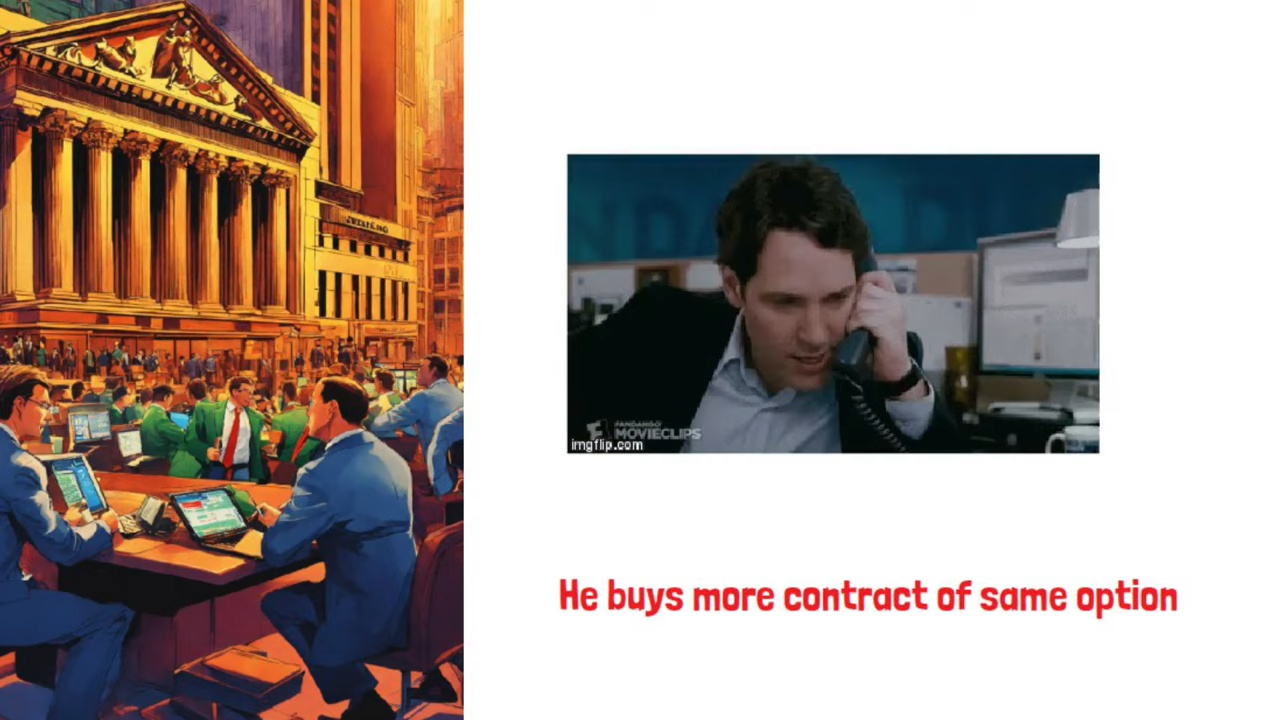 FANDANGO
MOVIECLIPS
imgflip.com
He buys more contract of same option